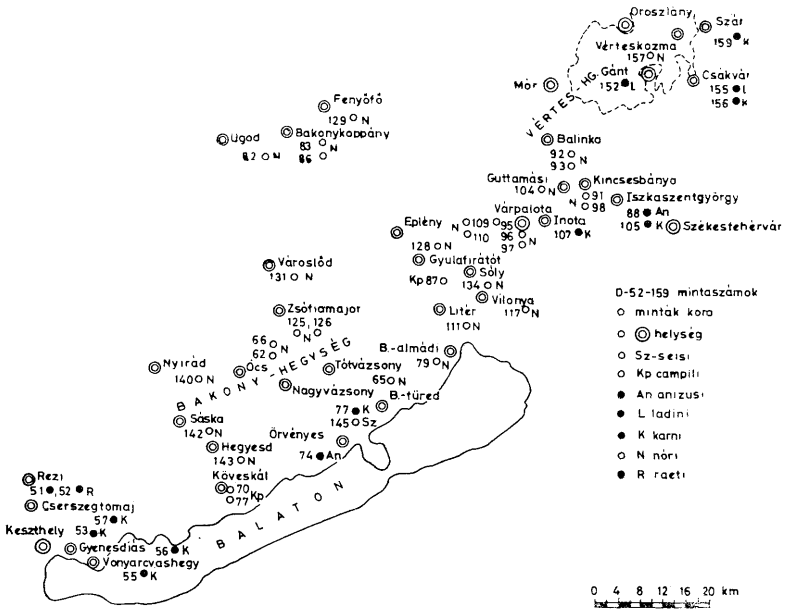 Oroszlány
Szár
159 K
Vérteskozma
157 N
Gánt
152 L
Csákvár
155 l
156 K
Mór
VÉRTES-HG.
Fenyőfő
129 N
Bakonykoppány
83 N
86
Ugod
82 N
Balinka
92
93 N
Guttamási
104 N
Kincsesbánya
91
N
98
Iszkaszentgyörgy
88 An
105 K
Székesfehérvár
Várpalota
95
96
97 N
N 109
110
Inota
107 K
Eplény
128 N
Gyulafirátót
Kp 87
Sóly
134 N
Vilonya
117 N
Litér
111 N
Városlőd
131 N
Zsófiamajor
125, 126
N
66
62 N
BAKONY-HEGYSÉG
B.-almádi
79 N
Nyirád
140 N
Öcs
Tótvázsony
65 N
Nagyvázsony
B.-füred
77 K
145 Sz
Sáska
142 N
Örvényes
74 An
Hegyesd
143 N
Köveskál
70
77 Kp
Rezi
51, 52 R
Cserszegtomaj
57 K
53 K
Keszthely
Gyenesdiás
56 K
Vonyarcvashegy
55 K
BALATON
D-52-159 mintaszámok
minták kora
helység
Sz-seisi
Kp campili
An anizusi
L ladini
K karni
N nóri
R raeti
0 4 8 12 16 20 km